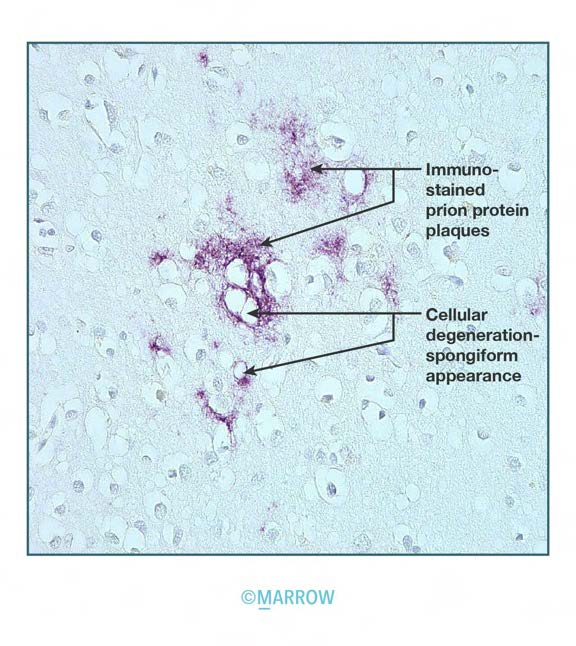 Immuno-
stained
prion protein
plaques
Cellular
degeneration-
spongiform
appearance
©MARROW